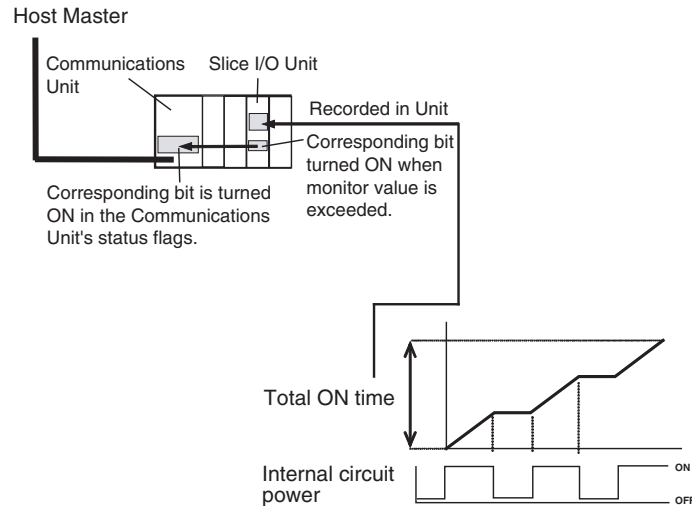 Host Master
Communications
Unit
Slice I/O Unit
Recorded in Unit
Corresponding bit
turned ON when
monitor value is
exceeded.
Corresponding bit is turned
ON in the Communications
Unit's status flags.
Total ON time
Internal circuit
power
ON
OFF